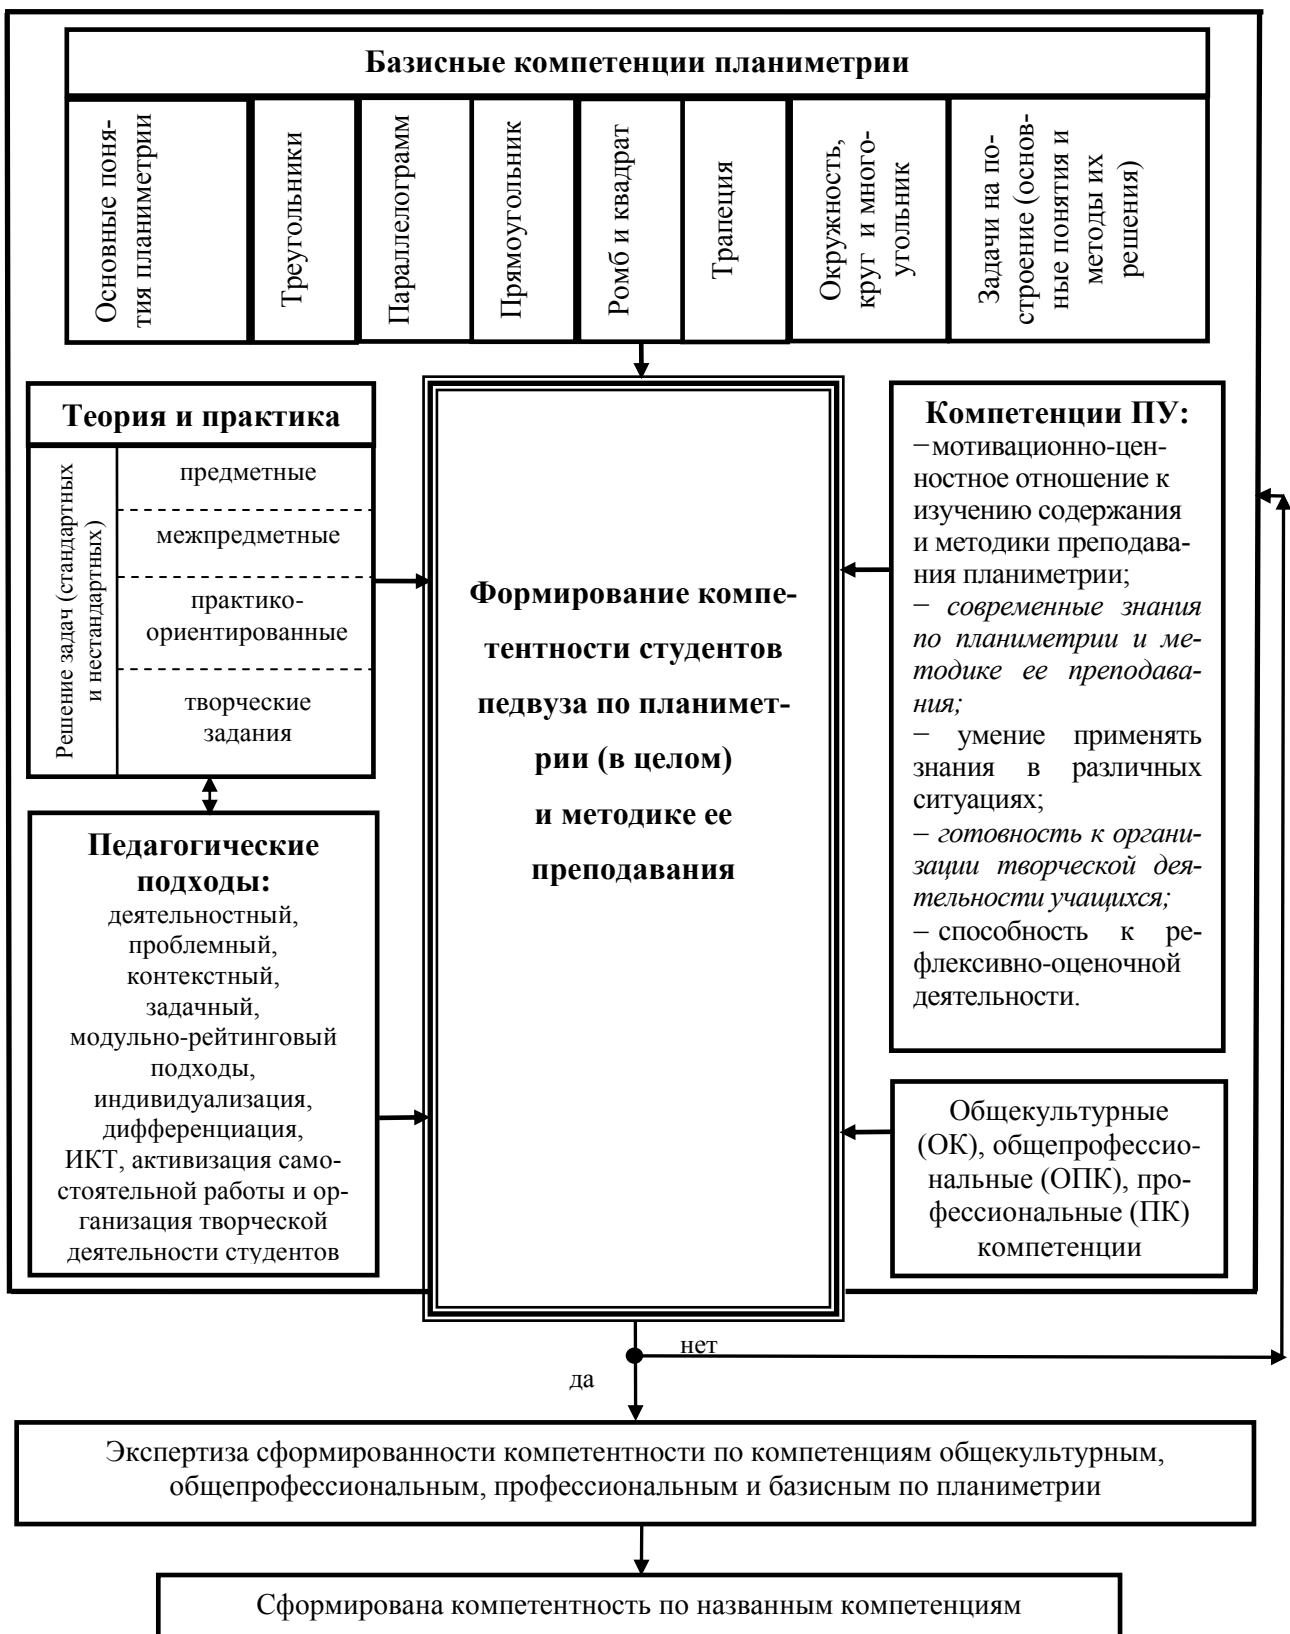 Базисные компетенции планиметрии
Основные поня-
тия планиметрии
Треугольники
Параллелограмм
Прямоугольник
Ромб и квадрат
Трапеция
Окружность,
круг и много-
угольник
Задачи на по-
строение (основ-
ные понятия и
методы их
решения)
Теория и практика
Решение задач (стандартных
и нестандартных)
предметные
межпредметные
практико-
ориентированные
творческие
задания
Педагогические
подходы:
деятельностный,
проблемный,
контекстный,
задачный,
модульно-рейтинговый
подходы,
индивидуализация,
дифференциация,
ИКТ, активизация само-
стоятельной работы и ор-
ганизация творческой
деятельности студентов
Формирование компе-
тентности студентов
педвуза по планимет-
рии (в целом)
и методике ее
преподавания
Компетенции ПУ:
– мотивационно-цен-
ностное отношение к
изучению содержания
и методики преподава-
ния планиметрии;
– современные знания
по планиметрии и ме-
тодике ее преподава-
ния;
– умение применять
знания в различных
ситуациях;
– готовность к органи-
зации творческой дея-
тельности учащихся;
– способность к ре-
флексивно-оценочной
деятельности.
Общекультурные
(ОК), общепрофессио-
нальные (ОПК), про-
фессиональные (ПК)
компетенции
нет
да
Экспертиза сформированности компетентности по компетенциям общекультурным,
общепрофессиональным, профессиональным и базисным по планиметрии
Сформирована компетентность по названным компетенциям